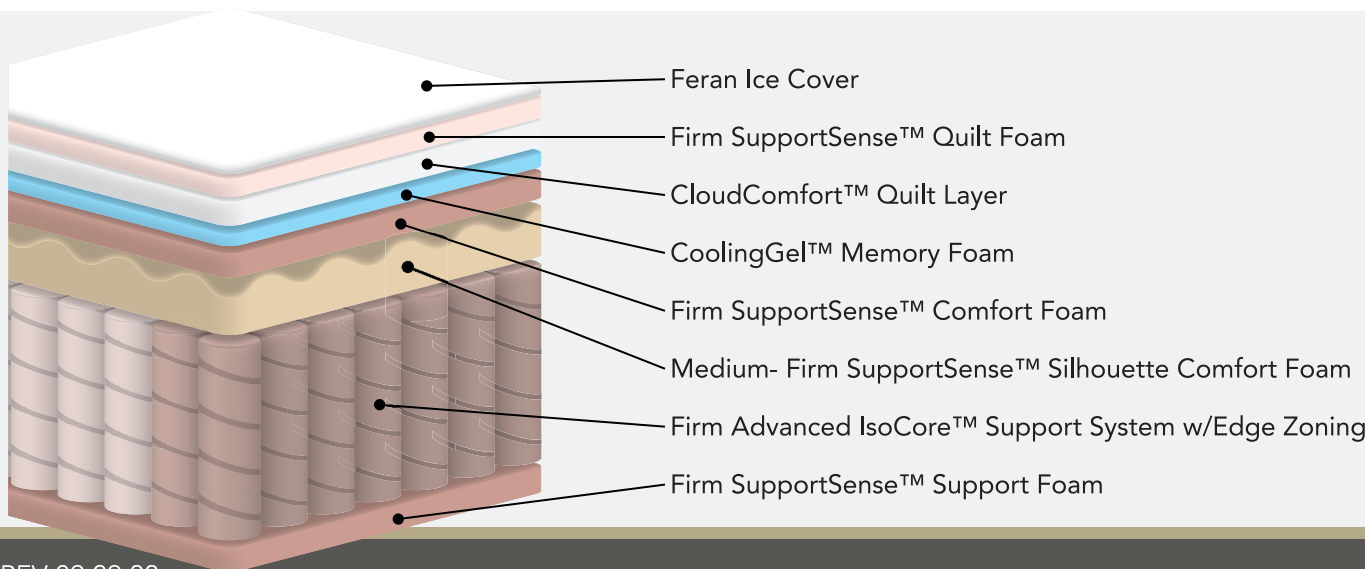 Feran Ice Cover
Firm SupportSense™ Quilt Foam
CloudComfort™ Quilt Layer
CoolingGel™ Memory Foam
Firm SupportSense™ Comfort Foam
Medium- Firm SupportSense™ Silhouette Comfort Foam
Firm Advanced IsoCore™ Support System w/Edge Zoning
Firm SupportSense™ Support Foam